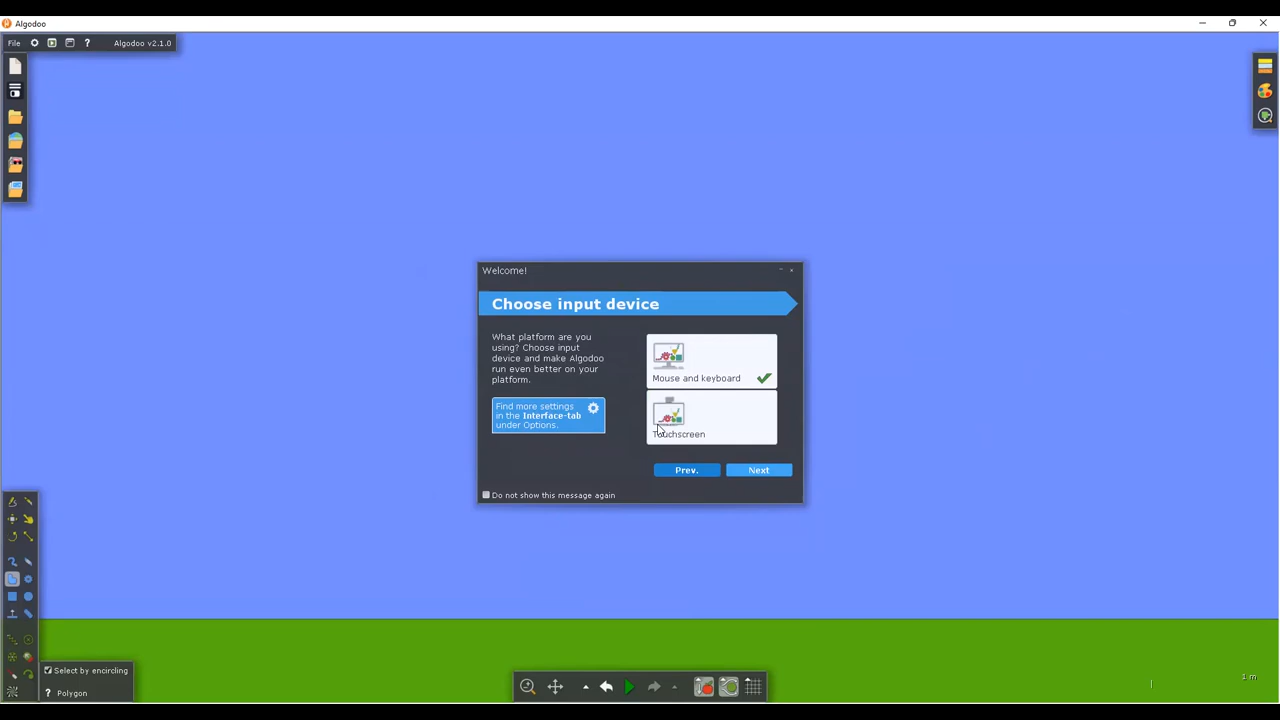 Algodoo
File
? Algodoo v2.1.0
Welcome!
Choose input device
What platform are you
using? Choose input
device and make Algodoo
run even better on your
platform.
Find more settings
in the Interface-tab
under Options.
Mouse and keyboard
Touchscreen
Prev.
Next
Do not show this message again
Select by encircling
? Polygon
1 m